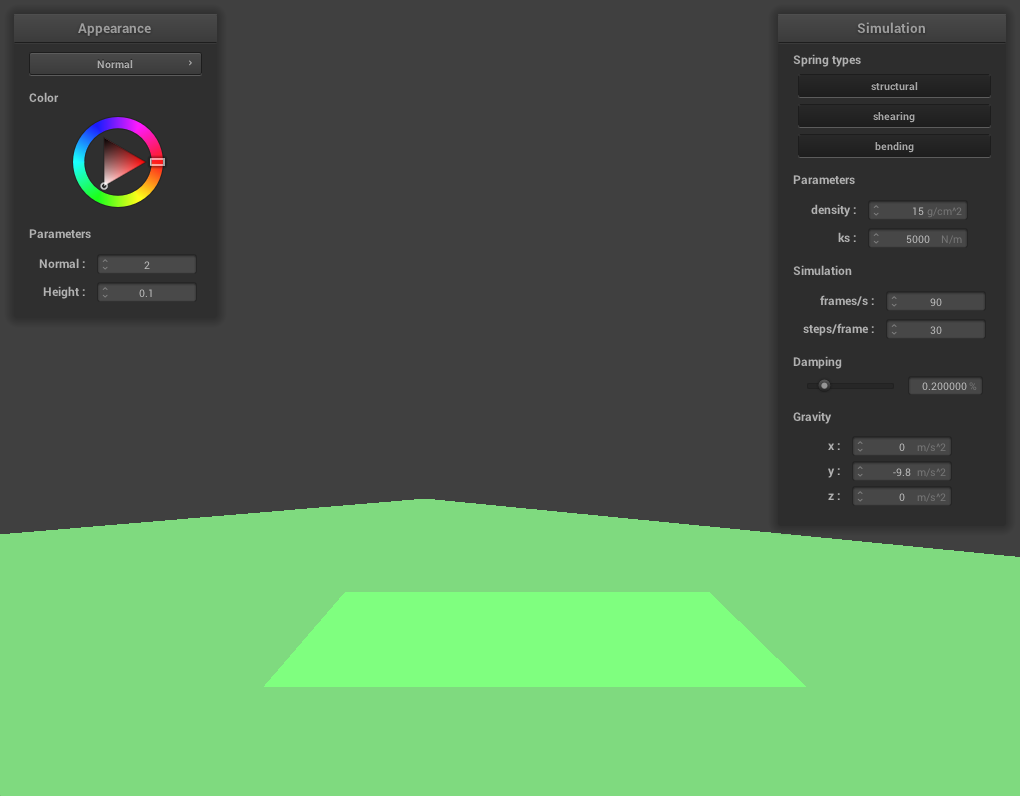 Appearance
Normal ›
Color
Parameters
Normal : 2
Height : 0.1
Simulation
Spring types
structural
shearing
bending
Parameters
density : 15 g/cm^2
ks : 5000 N/m
Simulation
frames/s : 90
steps/frame : 30
Damping
0.200000 %
Gravity
x : 0 m/s^2
y : -9.8 m/s^2
z : 0 m/s^2